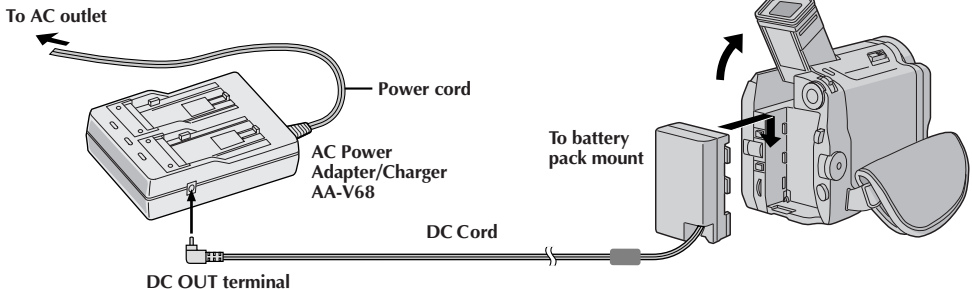 To AC outlet
Power cord
AC Power
Adapter/Charger
AA-V68
To battery
pack mount
DC Cord
DC OUT terminal